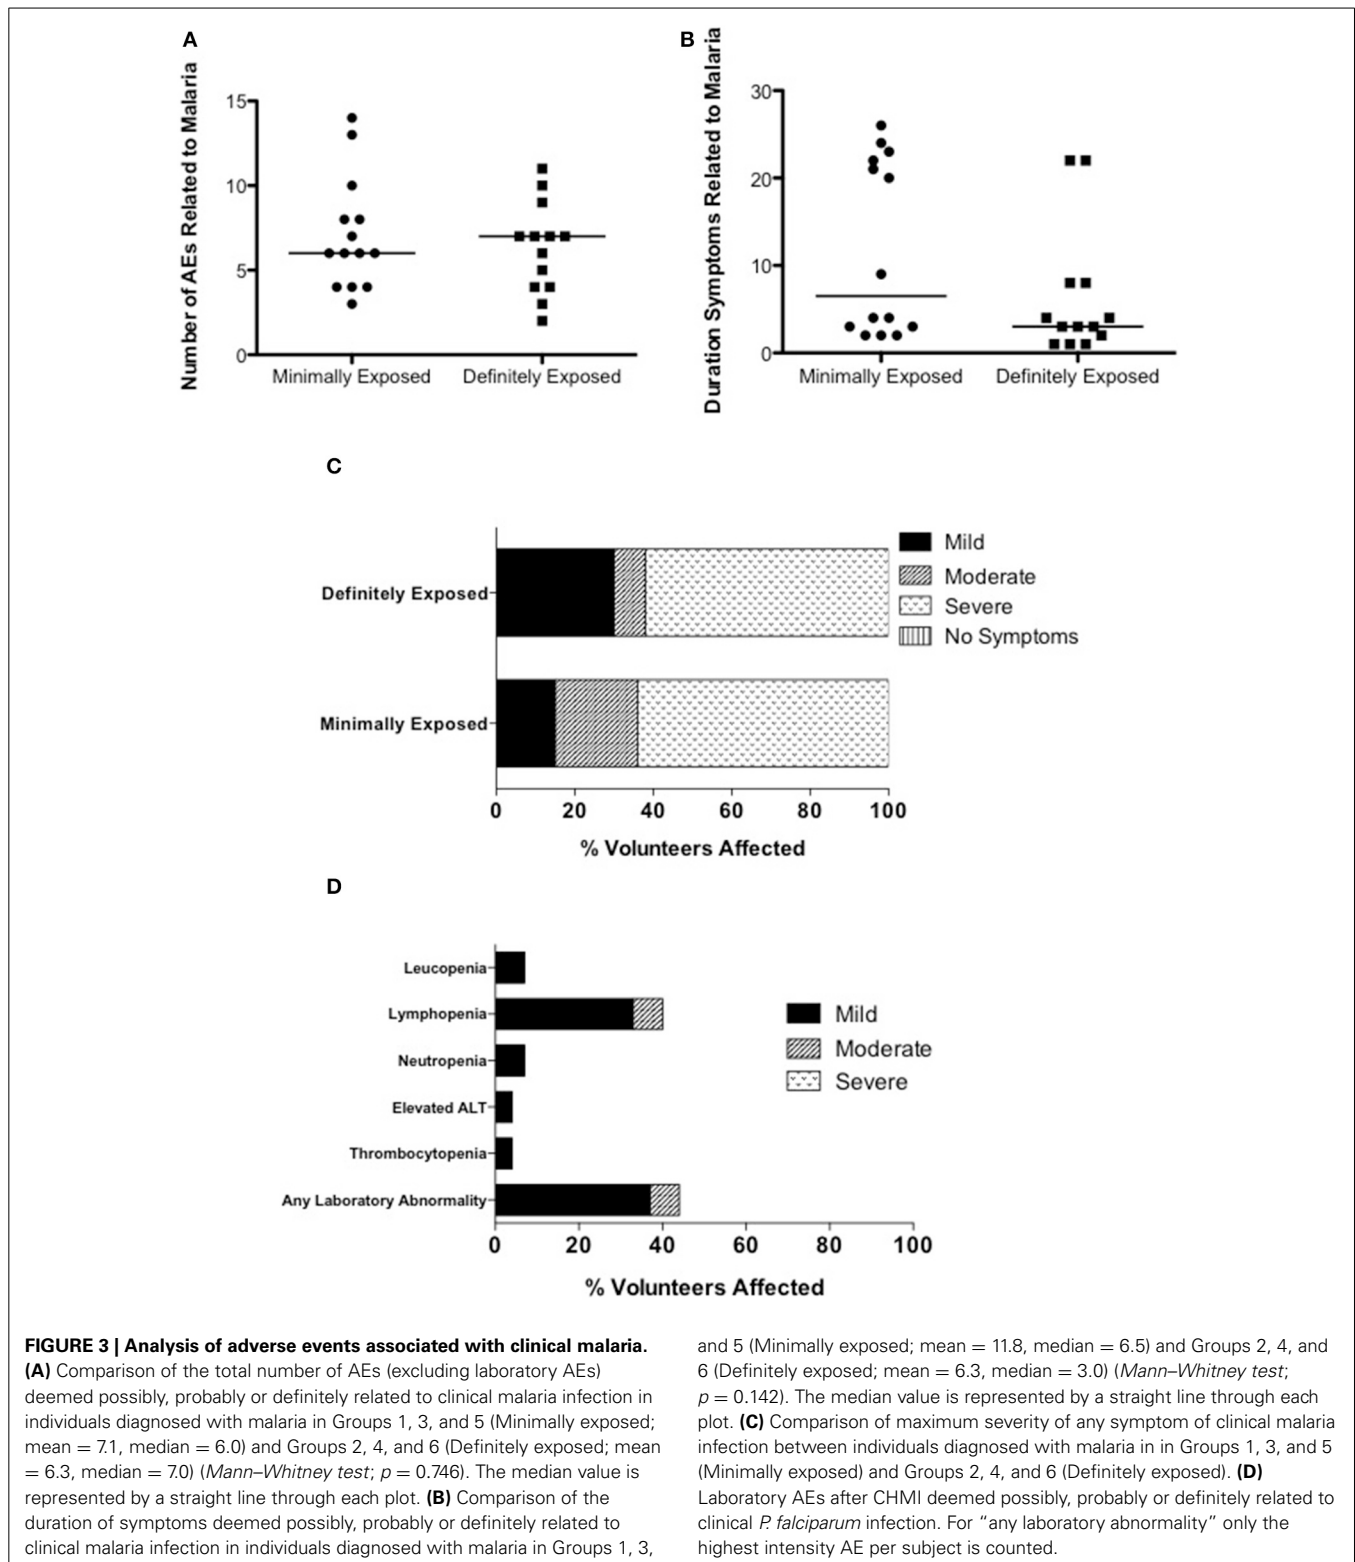 A
Number of AEs Related to Malaria
15
10
5
0
Minimally Exposed
Definitely Exposed
B
Duration Symptoms Related to Malaria
30
20
10
0
Minimally Exposed
Definitely Exposed
C
Definitely Exposed
Minimally Exposed
0 20 40 60 80 100
% Volunteers Affected
Mild
Moderate
Severe
No Symptoms
D
Leucopenia
Lymphopenia
Neutropenia
Elevated ALT
Thrombocytopenia
Any Laboratory Abnormality
0 20 40 60 80 100
% Volunteers Affected
Mild
Moderate
Severe
FIGURE 3 | Analysis of adverse events associated with clinical malaria.
(A) Comparison of the total number of AEs (excluding laboratory AEs)
deemed possibly, probably or definitely related to clinical malaria infection in
individuals diagnosed with malaria in Groups 1, 3, and 5 (Minimally exposed;
mean = 7.1, median = 6.0) and Groups 2, 4, and 6 (Definitely exposed; mean
= 6.3, median = 7.0) (Mann–Whitney test; p = 0.746). The median value is
represented by a straight line through each plot. (B) Comparison of the
duration of symptoms deemed possibly, probably or definitely related to
clinical malaria infection in individuals diagnosed with malaria in Groups 1, 3,
and 5 (Minimally exposed; mean = 11.8, median = 6.5) and Groups 2, 4, and
6 (Definitely exposed; mean = 6.3, median = 3.0) (Mann–Whitney test;
p = 0.142). The median value is represented by a straight line through each
plot. (C) Comparison of maximum severity of any symptom of clinical malaria
infection between individuals diagnosed with malaria in in Groups 1, 3, and 5
(Minimally exposed) and Groups 2, 4, and 6 (Definitely exposed). (D)
Laboratory AEs after CHMI deemed possibly, probably or definitely related to
clinical P. falciparum infection. For “any laboratory abnormality” only the
highest intensity AE per subject is counted.